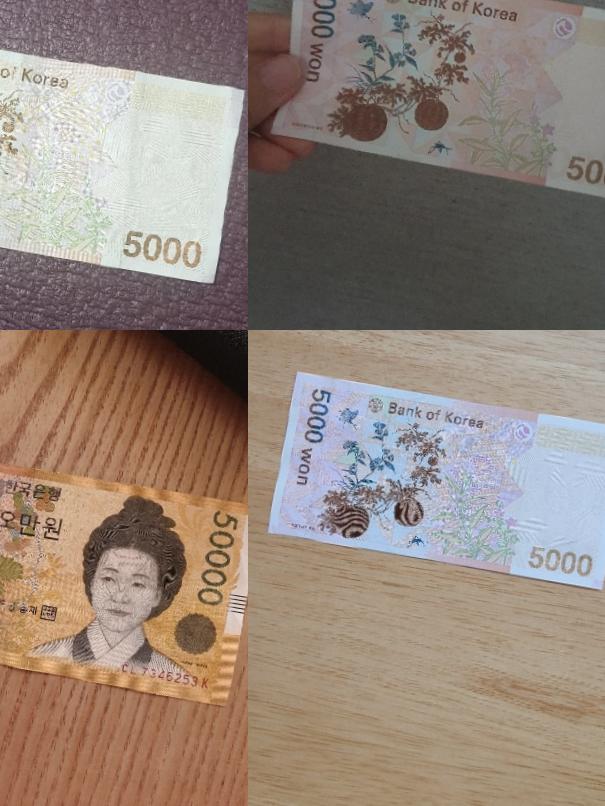 of Korea
5000
Bank of Korea
000 won
50
한국은행
오만원
50000
CL 7346253 K
5000 won
Bank of Korea
5000